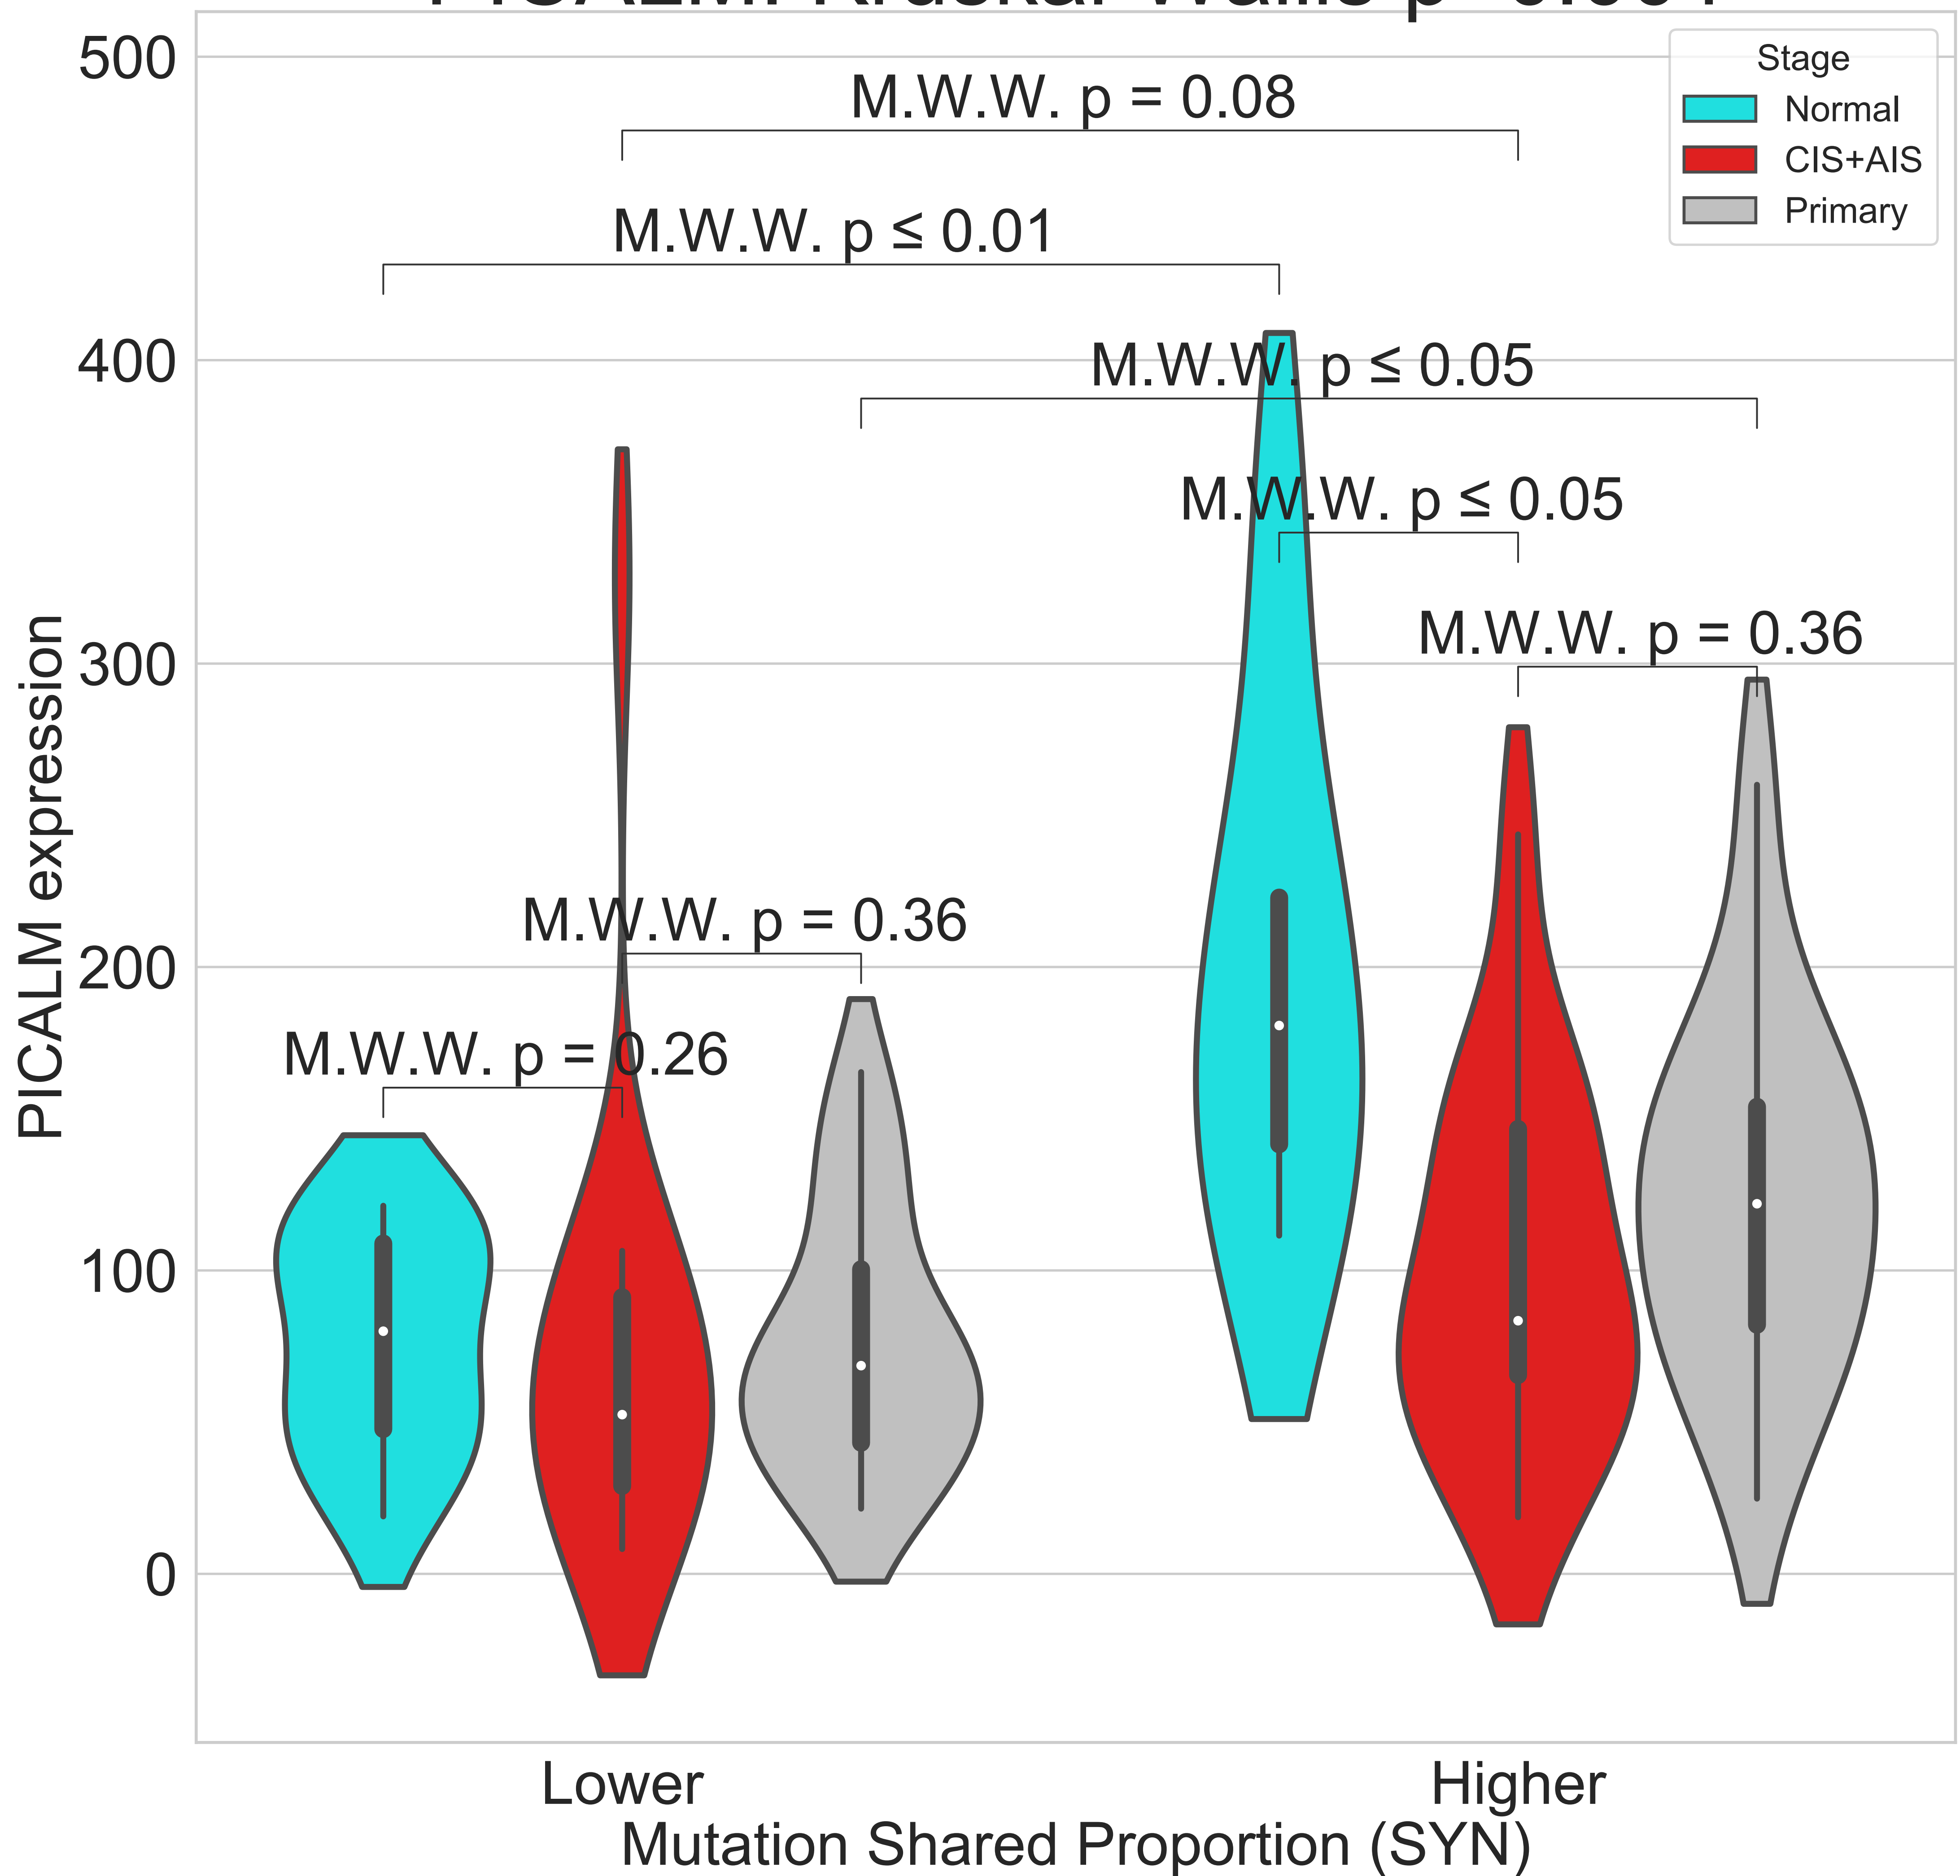 500
Stage
Normal
CIS+AIS
Primary
M.W.W. p = 0.08
M.W.W. p ≤ 0.01
400
M.W.W. p ≤ 0.05
M.W.W. p ≤ 0.05
M.W.W. p = 0.36
300
M.W.W. p = 0.36
200
M.W.W. p = 0.26
100
0
PICALM expression
Lower
Higher
Mutation Shared Proportion (SYN)